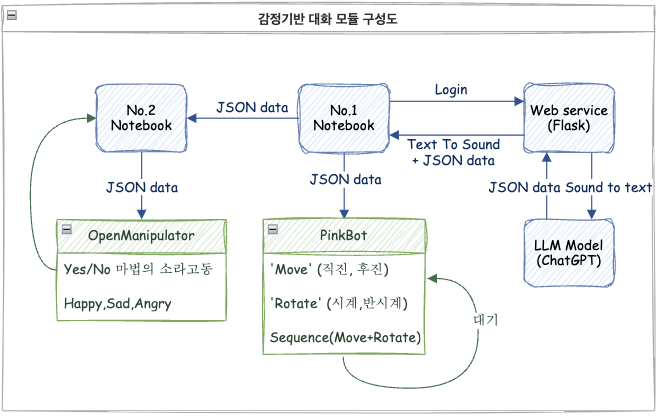 감정기반 대화 모듈 구성도
No.2
Notebook
JSON data
No.1
Notebook
Login
Text To Sound
+ JSON data
Web service
(Flask)
JSON data
JSON data
JSON data
Sound to text
OpenManipulator
Yes/No 마법의 소라고동
Happy,Sad,Angry
PinkBot
'Move' (직진, 후진)
'Rotate' (시계,반시계)
Sequence(Move+Rotate)
대기
LLM Model
(ChatGPT)